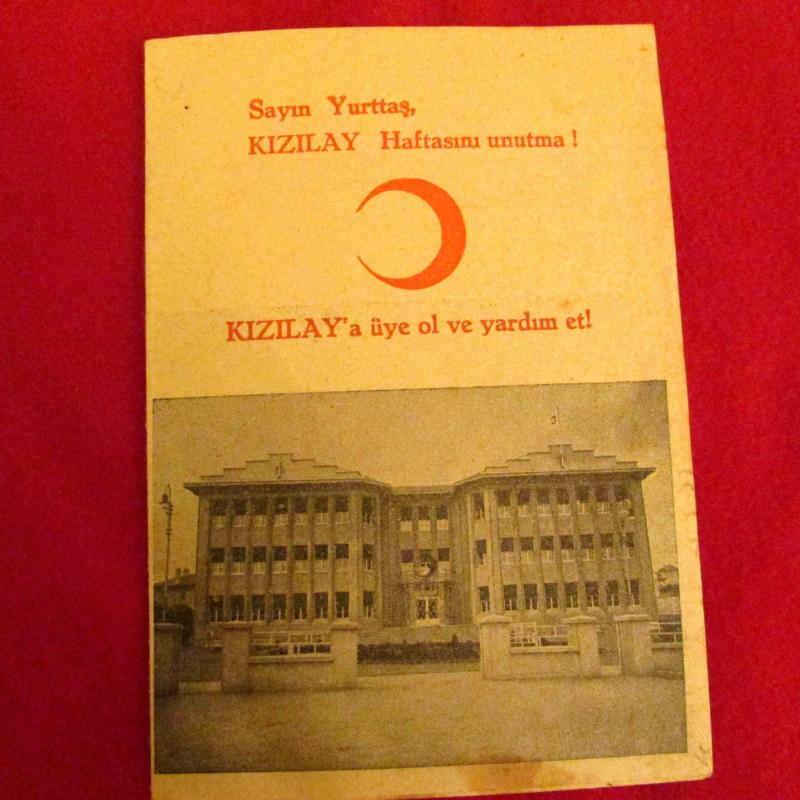 Sayın Yurttaş,
KIZILAY Haftasını unutma !
KIZILAY'a üye ol ve yardım et!